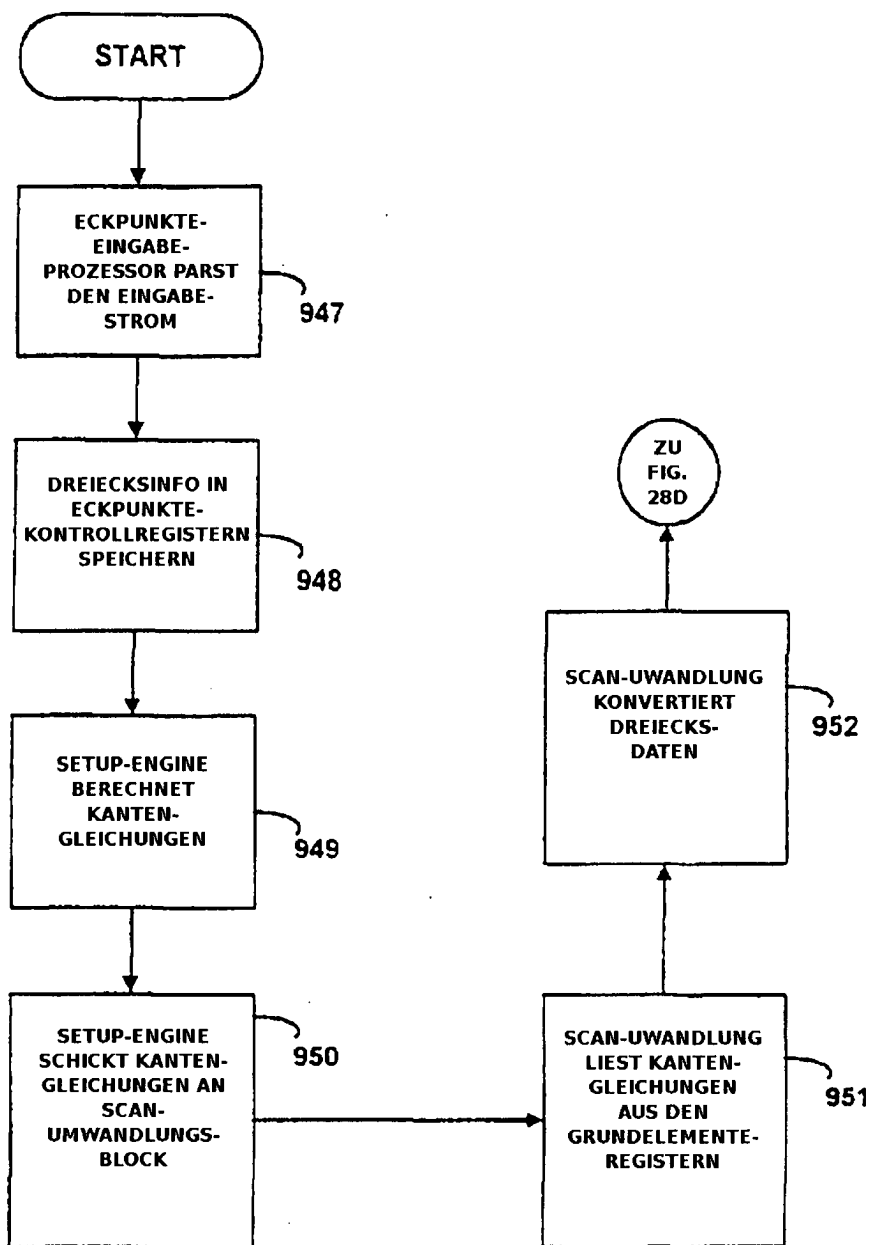 START
ECKPUNKTE-
EINGABE-
PROZESSOR PARST
DEN EINGABE-
STROM
947
DREIECKSINFO IN
ECKPUNKTE-
KONTROLLREGISTERN
SPEICHERN
948
SETUP-ENGINE
BERECHNET
KANTEN-
GLEICHUNGEN
949
SETUP-ENGINE
SCHICKT KANTEN-
GLEICHUNGEN AN
SCAN-
UMWANDLUNGS-
BLOCK
950
SCAN-UWANDLUNG
LIEST KANTEN-
GLEICHUNGEN
AUS DEN
GRUNDELEMENTE-
REGISTERN
951
SCAN-UWANDLUNG
KONVERTIERT
DREIECKS-
DATEN
952
ZU
FIG.
28D